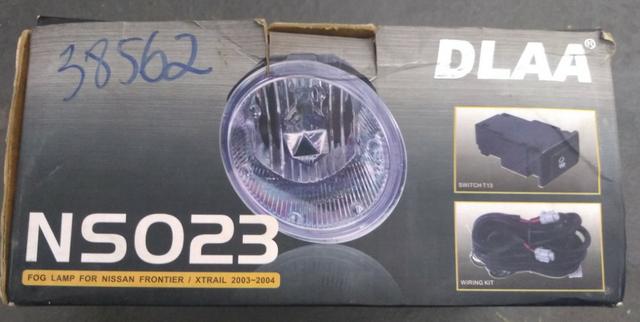 38562
DLAA®
SWITCH T13
NS023
FOG LAMP FOR NISSAN FRONTIER / XTRAIL 2003~2004
WIRING KIT